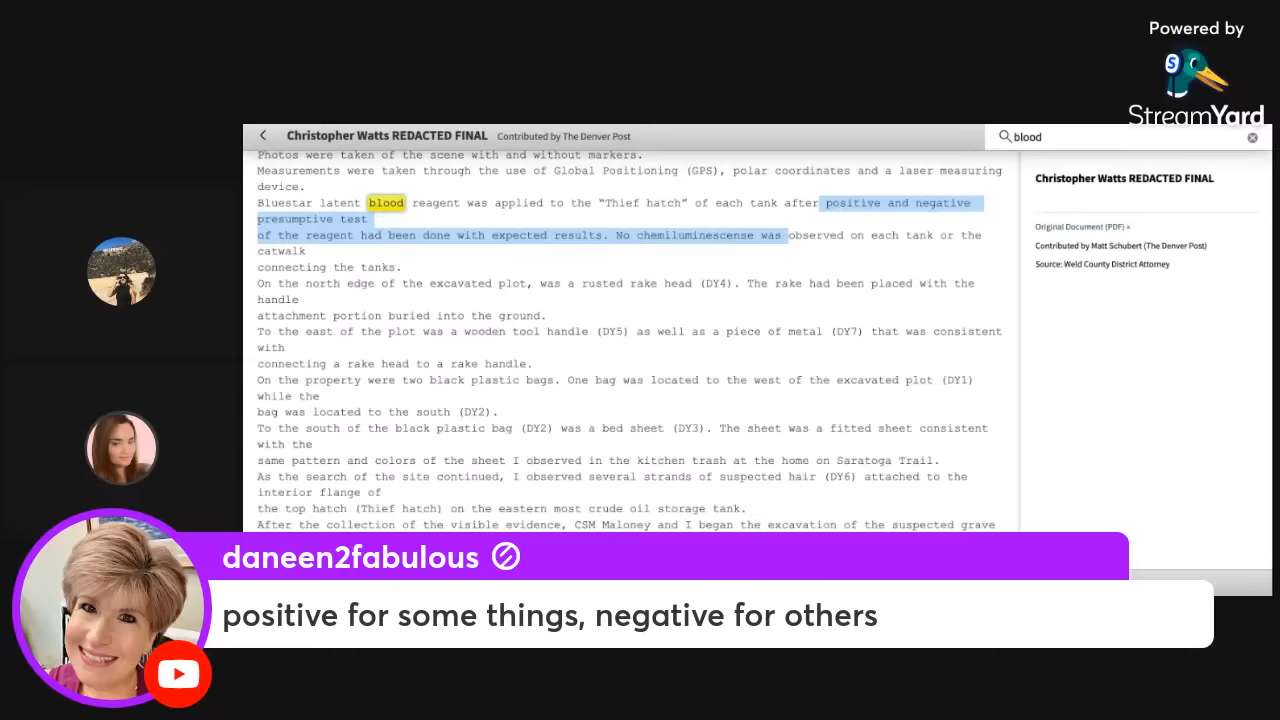 Powered by
StreamYard
Christopher Watts REDACTED FINAL Contributed by The Denver Post
blood
Photos were taken of the scene with and without markers.
Measurements were taken through the use of Global Positioning (GPS), polar coordinates and a laser measuring
device.
Bluestar latent blood reagent was applied to the “Thief hatch” of each tank after positive and negative
presumptive test
of the reagent had been done with expected results. No chemiluminescense was observed on each tank or the
catwalk
connecting the tanks.
On the north edge of the excavated plot, was a rusted rake head (DY4). The rake had been placed with the
handle
attachment portion buried into the ground.
To the east of the plot was a wooden tool handle (DY5) as well as a piece of metal (DY7) that was consistent
with
connecting a rake head to a rake handle.
On the property were two black plastic bags. One bag was located to the west of the excavated plot (DY1)
while the
bag was located to the south (DY2).
To the south of the black plastic bag (DY2) was a bed sheet (DY3). The sheet was a fitted sheet consistent
with the
same pattern and colors of the sheet I observed in the kitchen trash at the home on Saratoga Trail.
As the search of the site continued, I observed several strands of suspected hair (DY6) attached to the
interior flange of
the top hatch (Thief hatch) on the eastern most crude oil storage tank.
After the collection of the visible evidence, CSM Maloney and I began the excavation of the suspected grave
Christopher Watts REDACTED FINAL
Original Document (PDF) »
Contributed by Matt Schubert (The Denver Post)
Source: Weld County District Attorney
daneen2fabulous
positive for some things, negative for others